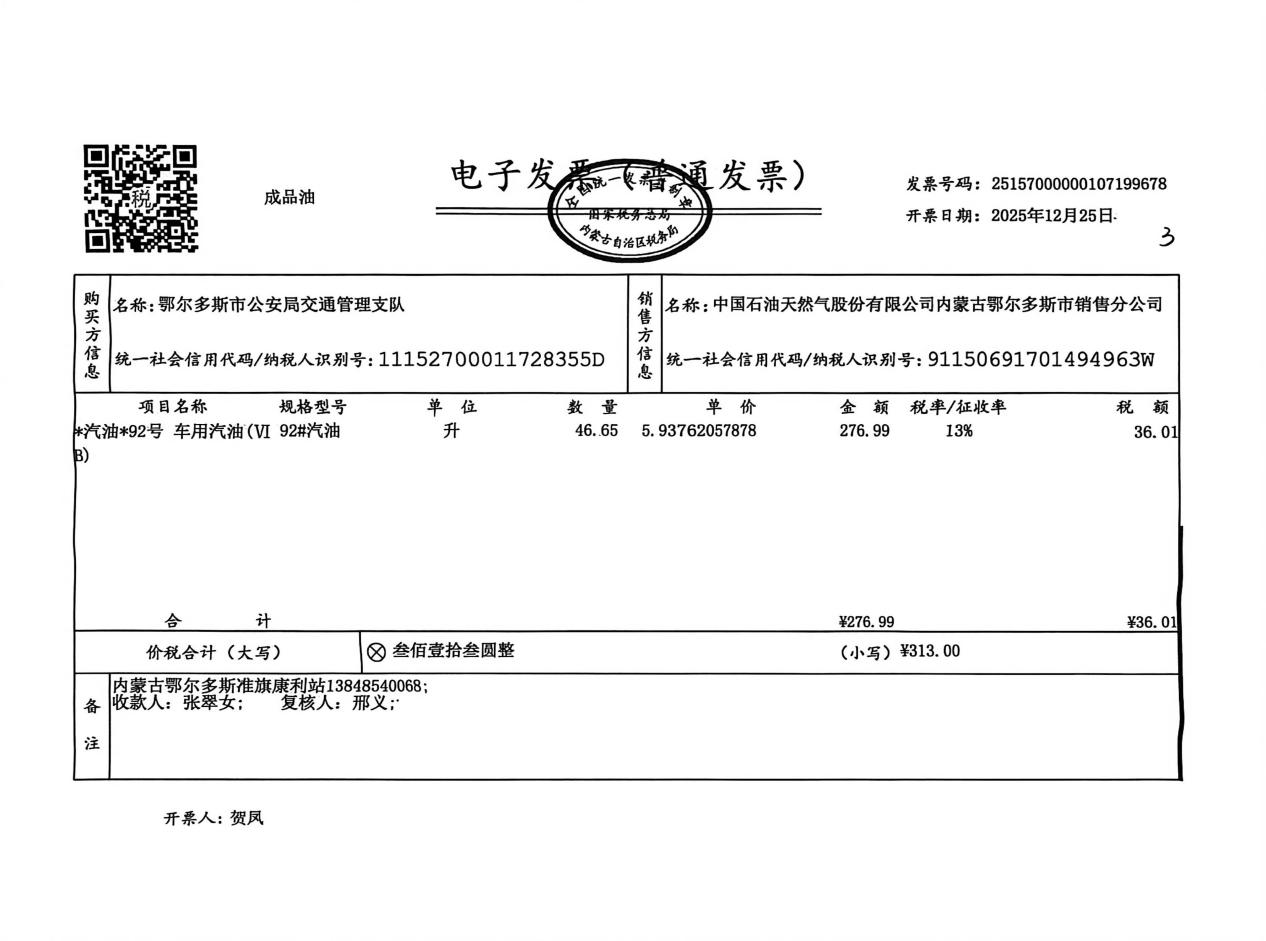 电子发票（普通发票）
税
成品油
全国统一发票监制章
国家税务总局
内蒙古自治区税务局
发票号码：25157000000107199678
开票日期：2025年12月25日
3
购买方信息
名称：鄂尔多斯市公安局交通管理支队
统一社会信用代码/纳税人识别号：11152700011728355D
销售方信息
名称：中国石油天然气股份有限公司内蒙古鄂尔多斯市销售分公司
统一社会信用代码/纳税人识别号：91150691701494963W
项目名称 规格型号 单 位 数 量 单 价 金 额 税率/征收率 税 额
*汽油*92号 车用汽油(VI 92#汽油 升 46.65 5.93762057878 276.99 13% 36.01
B)
合 计 ¥276.99 ¥36.01
价税合计（大写） ⊗ 叁佰壹拾叁圆整 （小写）¥313.00
备注
内蒙古鄂尔多斯准旗康利站13848540068;
收款人：张翠女; 复核人：邢义;
开票人：贺凤